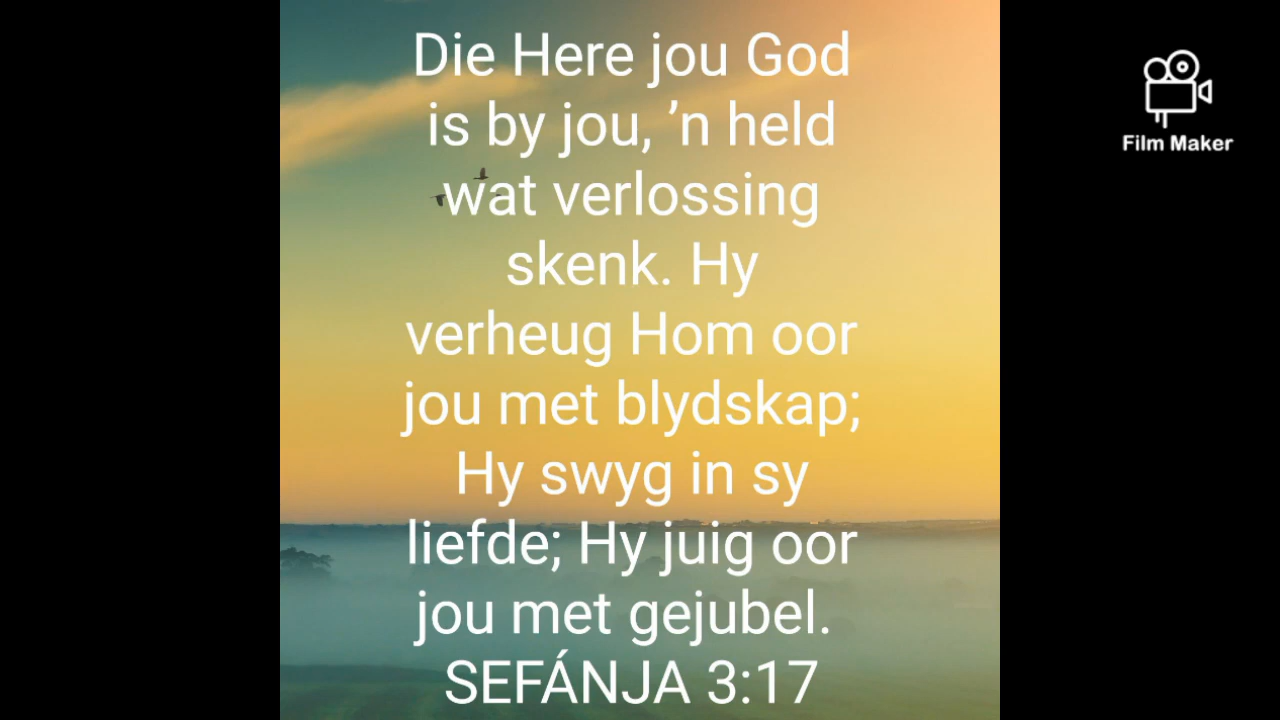 Die Here jou God
is by jou, ’n held
wat verlossing
skenk. Hy
verheug Hom oor
jou met blydskap;
Hy swyg in sy
liefde; Hy juig oor
jou met gejubel.
SEFÁNJA 3:17
Film Maker